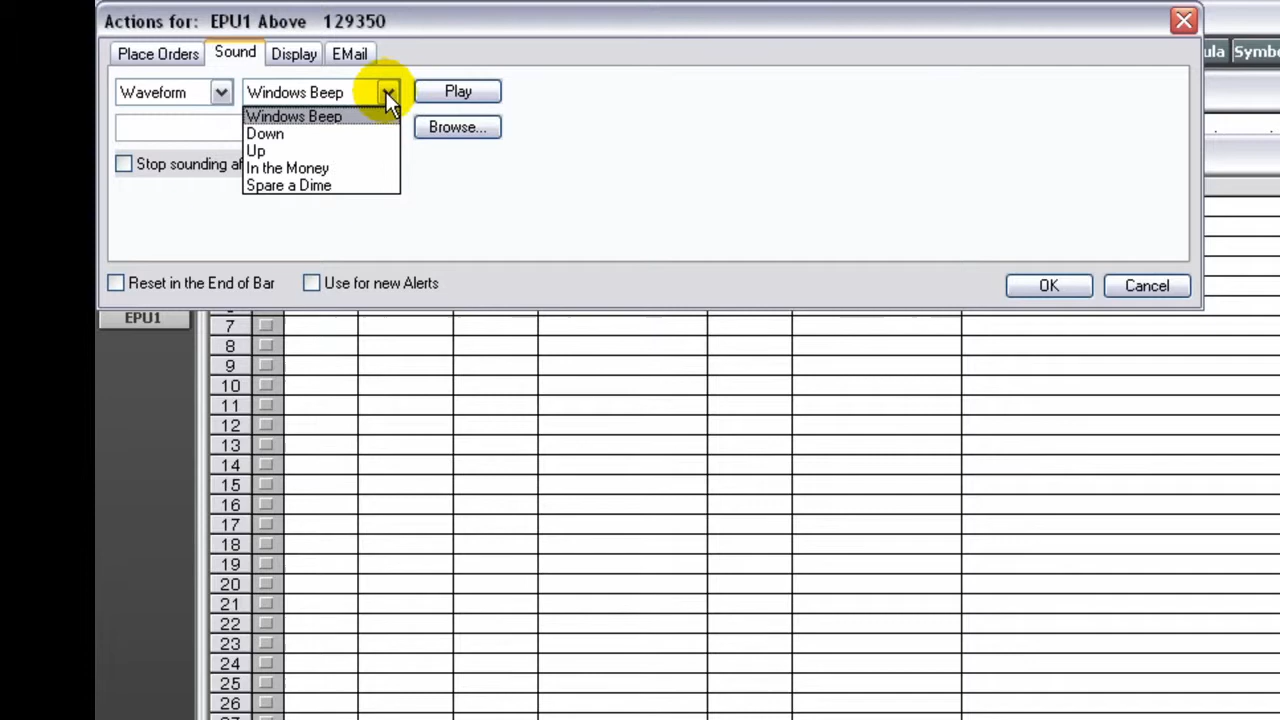 Actions for: EPU1 Above 129350
Place Orders Sound Display EMail
ula Symbo
Waveform Windows Beep Play
Windows Beep
Down
Up
In the Money
Spare a Dime
Browse...
Stop sounding af
Reset in the End of Bar Use for new Alerts OK Cancel
EPU1
7
8
9
10
11
12
13
14
15
16
17
18
19
20
21
22
23
24
25
26